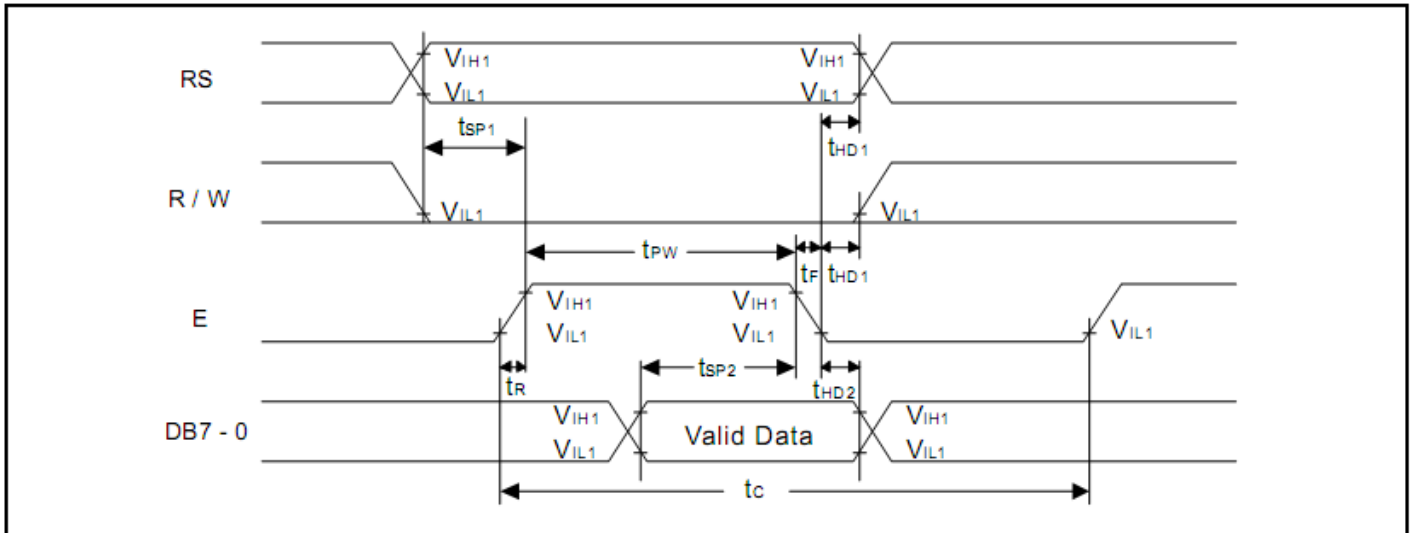 RS
VIH1 VIH1
VIL1 VIL1
tSP1 tHD1
R / W
VIL1 VIL1
tPW tF tHD1
E
VIH1 VIH1
VIL1 VIL1 VIL1
tR tSP2 tHD2
DB7 - 0
VIH1 Valid Data VIH1
VIL1 VIL1
tC